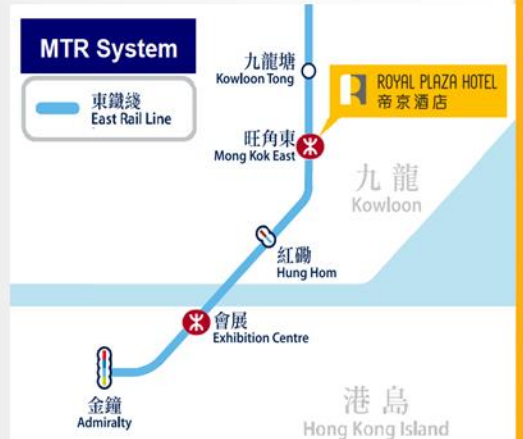 MTR System
東鐵綫
East Rail Line
九龍塘
Kowloon Tong
ROYAL PLAZA HOTEL
帝京酒店
旺角東
Mong Kok East
九龍
Kowloon
紅磡
Hung Hom
會展
Exhibition Centre
金鐘
Admiralty
港島
Hong Kong Island